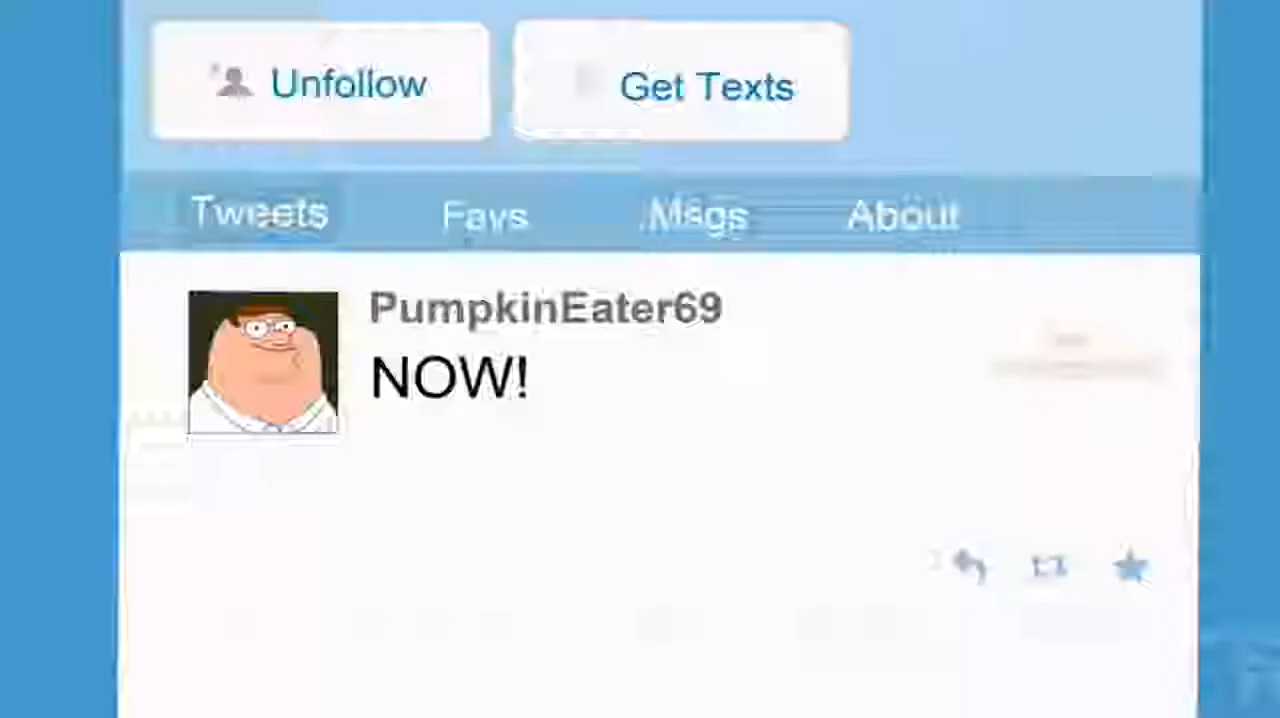 Unfollow
Get Texts
Tweets
Favs
Msgs
About
PumpkinEater69
NOW!